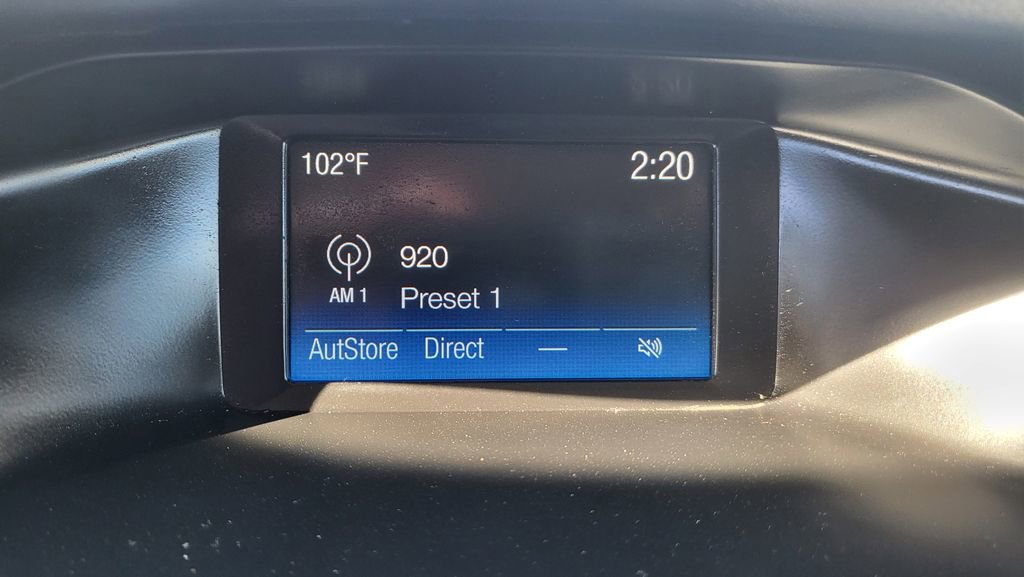 102°F 2:20
920
AM 1 Preset 1
AutStore Direct —